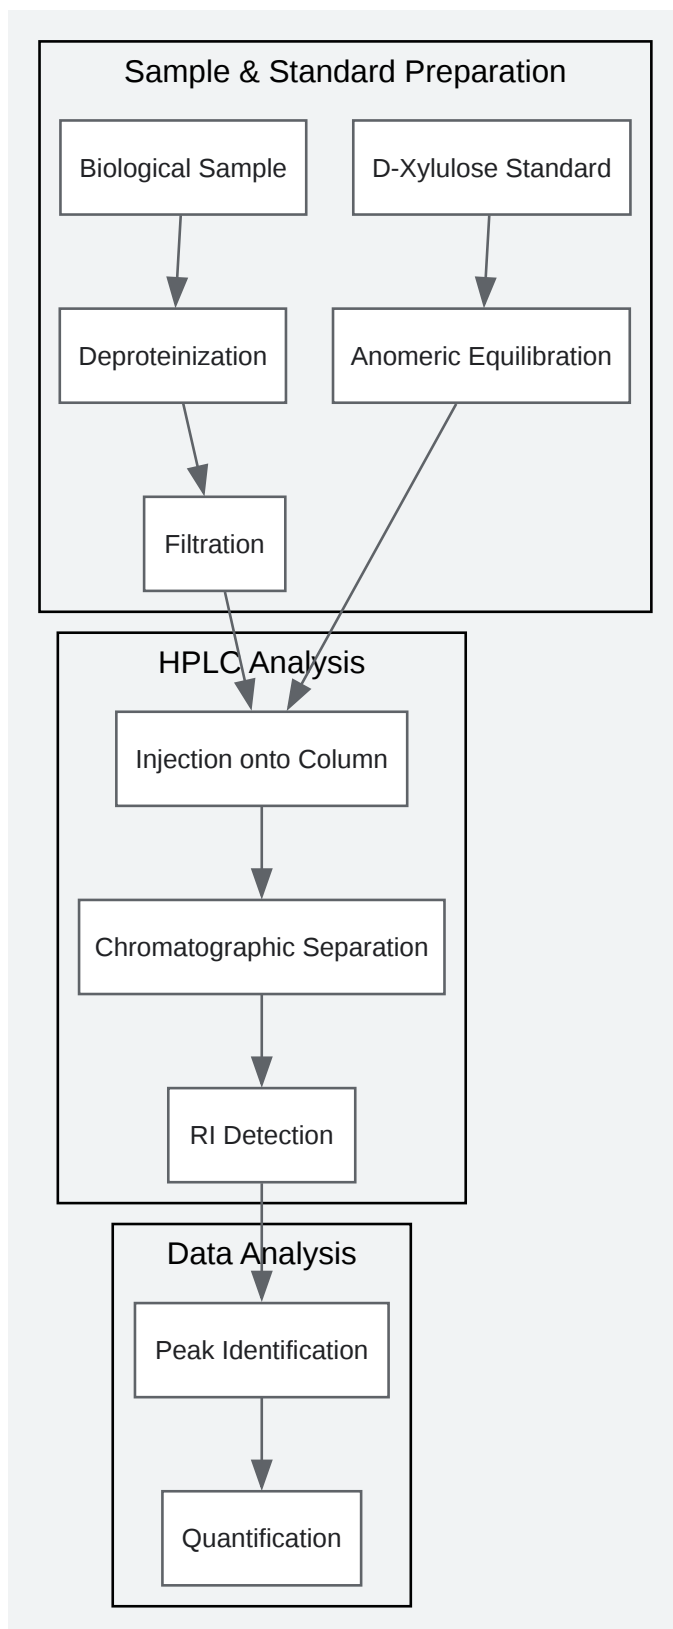 Sample & Standard Preparation
Biological Sample
D-Xylulose Standard
Deproteinization
Anomeric Equilibration
Filtration
HPLC Analysis
Injection onto Column
Chromatographic Separation
RI Detection
Data Analysis
Peak Identification
Quantification